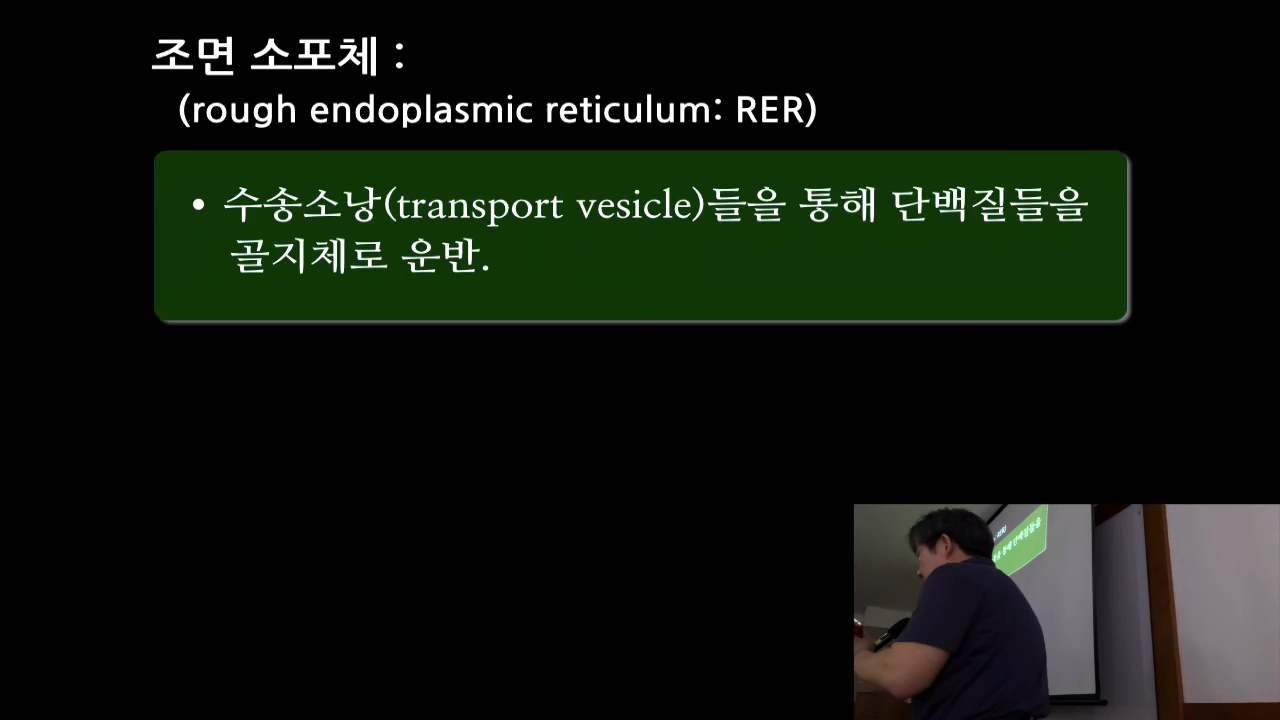 조면 소포체 :
(rough endoplasmic reticulum: RER)
• 수송소낭(transport vesicle)들을 통해 단백질들을
골지체로 운반.